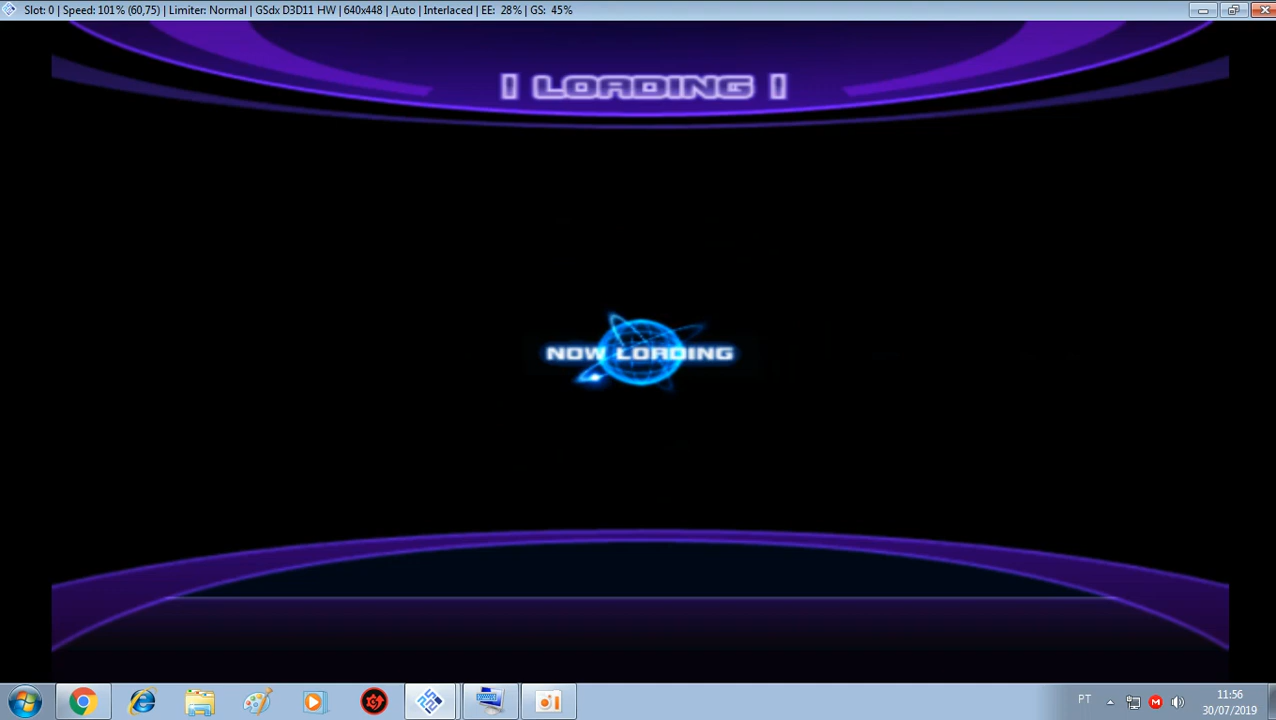 Slot: 0 | Speed: 101% (60,75) | Limiter: Normal | GSdx D3D11 HW | 640x448 | Auto | Interlaced | EE: 28% | GS: 45%
LOADING
NOW LOADING
PT
11:56
30/07/2019